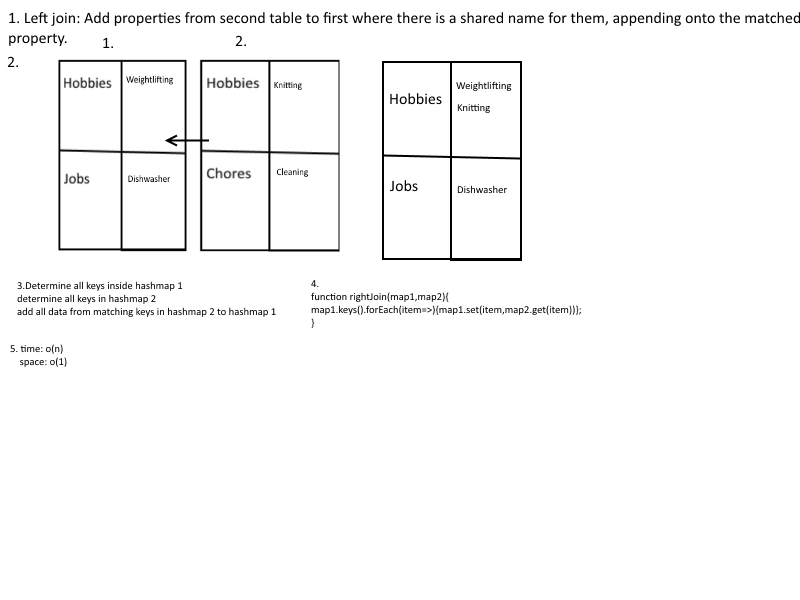 1. Left join: Add properties from second table to first where there is a shared name for them, appending onto the matched
property.
1.
2.
2.
Hobbies
Weightlifting
Hobbies
Knitting
Jobs
Dishwasher
Chores
Cleaning
Hobbies
Weightlifting
Knitting
Jobs
Dishwasher
3.Determine all keys inside hashmap 1
determine all keys in hashmap 2
add all data from matching keys in hashmap 2 to hashmap 1
4.
function rightJoin(map1,map2){
map1.keys().forEach(item=>){map1.set(item,map2.get(item)));
}
5. time: o(n)
space: o(1)